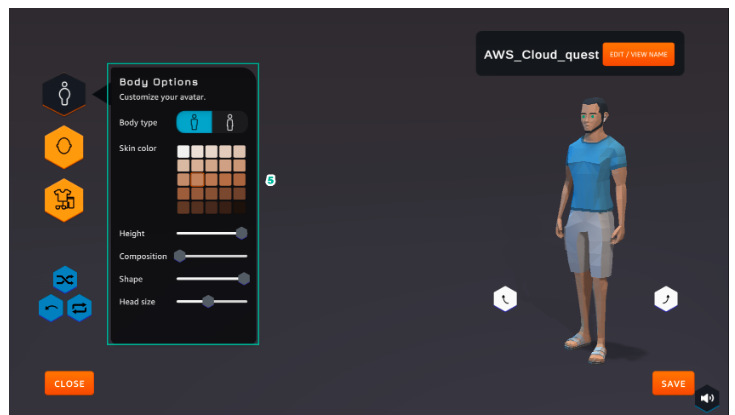 AWS_Cloud_quest
EDIT / VIEW NAME
Body Options
Customize your avatar.
Body type
Skin color
5
Height
Composition
Shape
Head size
CLOSE
SAVE